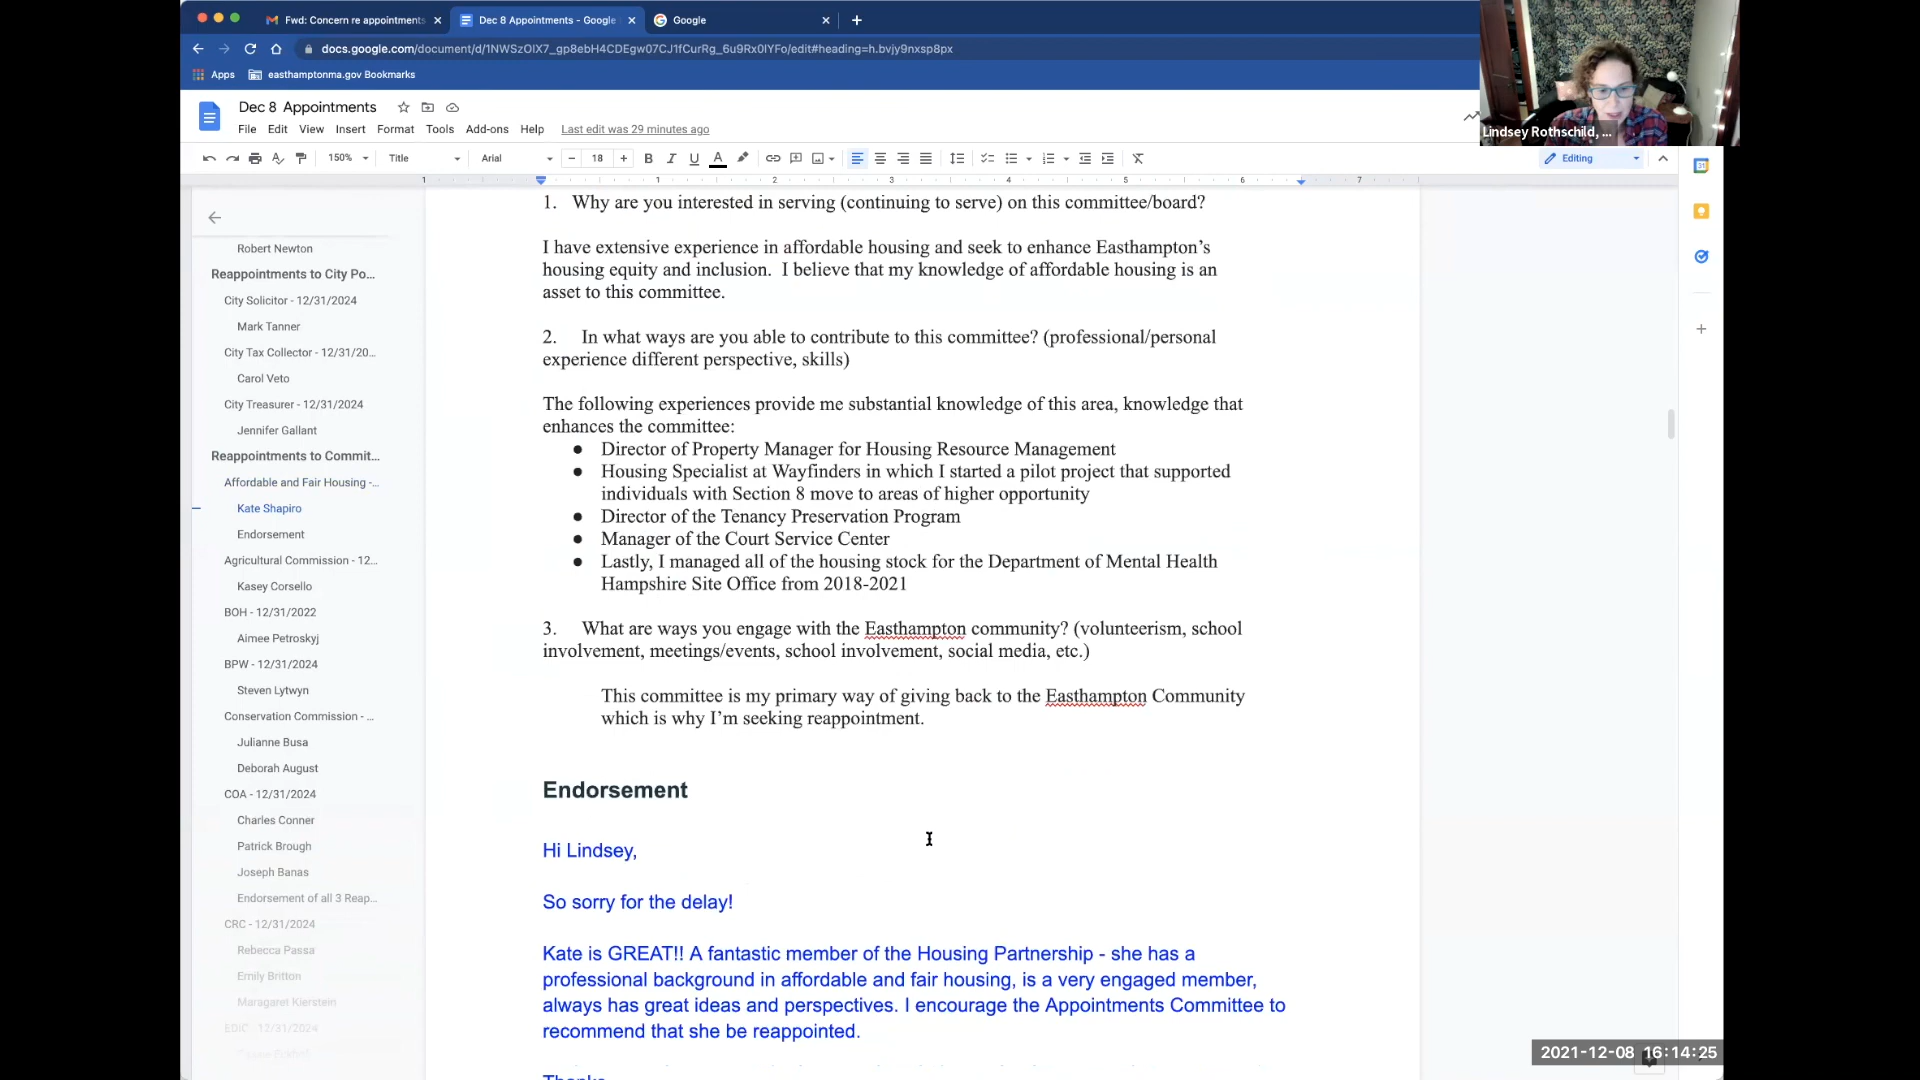 Fwd: Concern re appointments
Dec 8 Appointments - Google
Google
docs.google.com/document/d/1NWSzOIX7_gp8ebH4CDEgw07CJ1fCurRg_6u9Rx0IYFo/edit#heading=h.bvjy9nxsp8px
Apps
easthamptonma.gov Bookmarks
Lindsey Rothschild, ...
Dec 8 Appointments
File Edit View Insert Format Tools Add-ons Help Last edit was 29 minutes ago
150% Title Arial 18 B I U A Editing
1 1 2 3 4 5 6 7
Robert Newton
Reappointments to City Po...
City Solicitor - 12/31/2024
Mark Tanner
City Tax Collector - 12/31/20...
Carol Veto
City Treasurer - 12/31/2024
Jennifer Gallant
Reappointments to Commit...
Affordable and Fair Housing -...
Kate Shapiro
Endorsement
Agricultural Commission - 12...
Kasey Corsello
BOH - 12/31/2022
Aimee Petroskyj
BPW - 12/31/2024
Steven Lytwyn
Conservation Commission - ...
Julianne Busa
Deborah August
COA - 12/31/2024
Charles Conner
Patrick Brough
Joseph Banas
Endorsement of all 3 Reap...
CRC - 12/31/2024
Rebecca Passa
Emily Britton
Maragaret Kierstein
EDIC - 12/31/2024
1. Why are you interested in serving (continuing to serve) on this committee/board?
I have extensive experience in affordable housing and seek to enhance Easthampton's
housing equity and inclusion. I believe that my knowledge of affordable housing is an
asset to this committee.
2. In what ways are you able to contribute to this committee? (professional/personal
experience different perspective, skills)
The following experiences provide me substantial knowledge of this area, knowledge that
enhances the committee:
● Director of Property Manager for Housing Resource Management
● Housing Specialist at Wayfinders in which I started a pilot project that supported
individuals with Section 8 move to areas of higher opportunity
● Director of the Tenancy Preservation Program
● Manager of the Court Service Center
● Lastly, I managed all of the housing stock for the Department of Mental Health
Hampshire Site Office from 2018-2021
3. What are ways you engage with the Easthampton community? (volunteerism, school
involvement, meetings/events, school involvement, social media, etc.)
This committee is my primary way of giving back to the Easthampton Community
which is why I'm seeking reappointment.
Endorsement
Hi Lindsey,
So sorry for the delay!
Kate is GREAT!! A fantastic member of the Housing Partnership - she has a
professional background in affordable and fair housing, is a very engaged member,
always has great ideas and perspectives. I encourage the Appointments Committee to
recommend that she be reappointed.
Thanks
2021-12-08 16:14:25